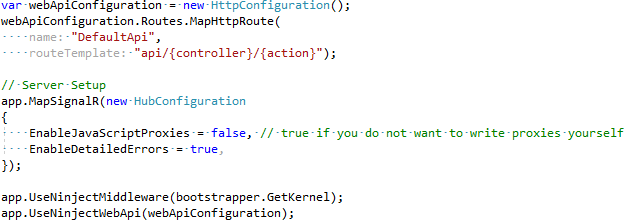 var webApiConfiguration = new HttpConfiguration();
webApiConfiguration.Routes.MapHttpRoute(
    name: "DefaultApi",
    routeTemplate: "api/{controller}/{action}");

// Server Setup
app.MapSignalR(new HubConfiguration
{
    EnableJavaScriptProxies = false, // true if you do not want to write proxies yourself
    EnableDetailedErrors = true,
});

app.UseNinjectMiddleware(bootstrapper.GetKernel);
app.UseNinjectWebApi(webApiConfiguration);